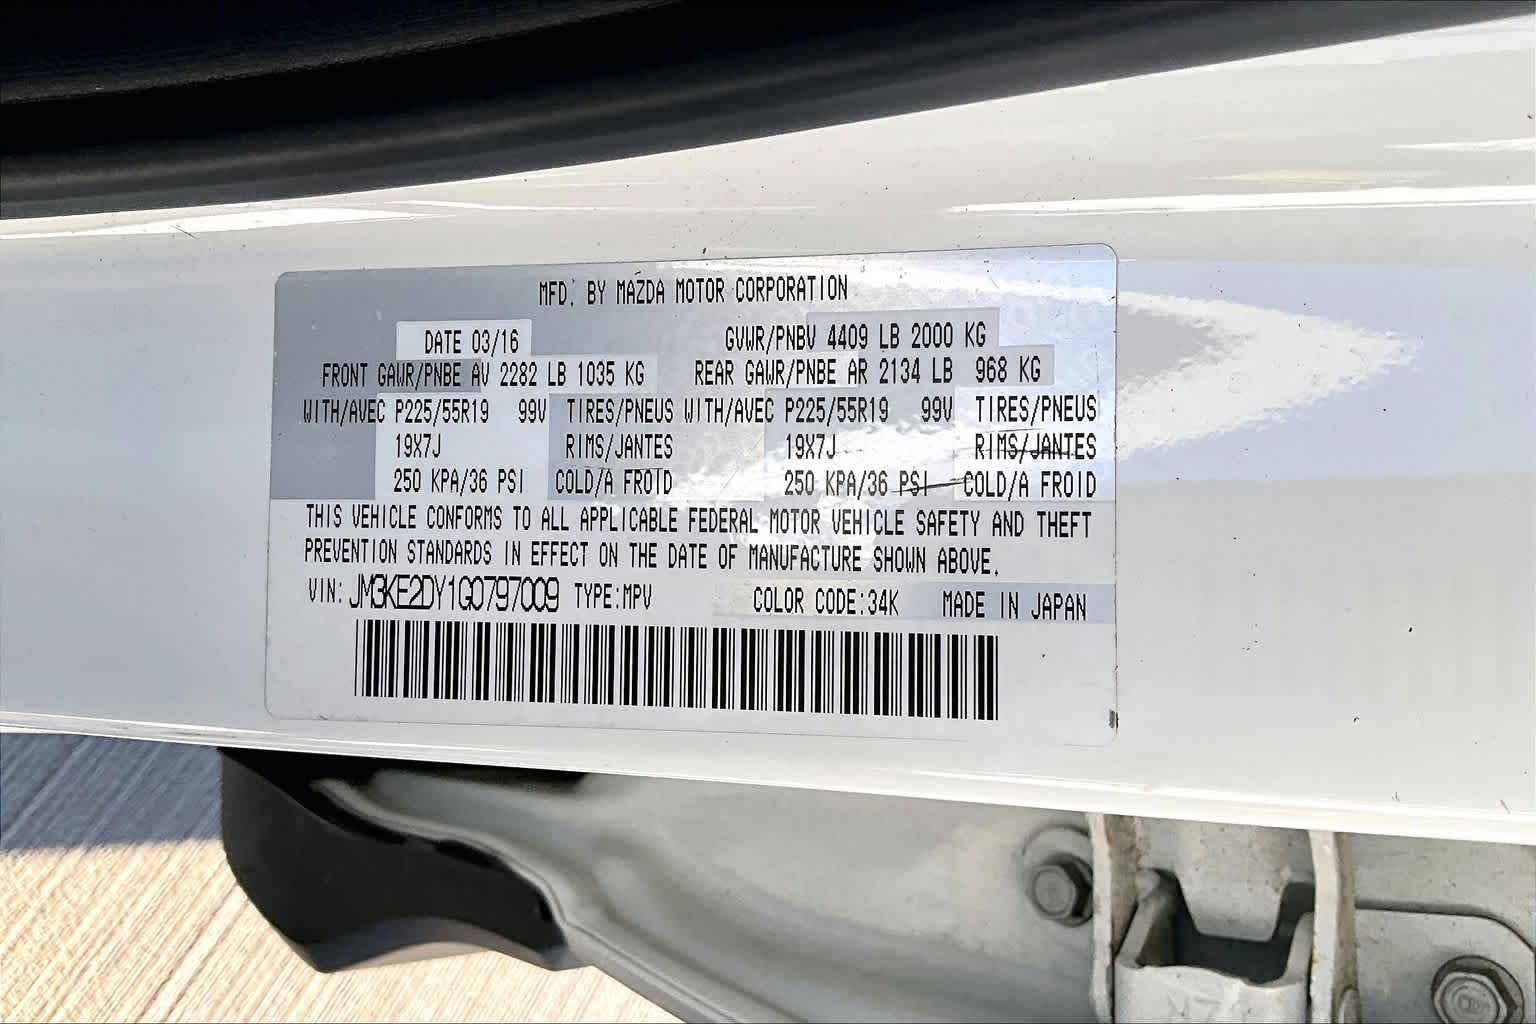 MFD. BY MAZDA MOTOR CORPORATION
DATE 03/16 GVWR/PNBV 4409 LB 2000 KG
FRONT GAWR/PNBE AV 2282 LB 1035 KG REAR GAWR/PNBE AR 2134 LB 968 KG
WITH/AVEC P225/55R19 99V TIRES/PNEUS WITH/AVEC P225/55R19 99V TIRES/PNEUS
19X7J RIMS/JANTES 19X7J RIMS/JANTES
250 KPA/36 PSI COLD/A FROID 250 KPA/36 PSI COLD/A FROID
THIS VEHICLE CONFORMS TO ALL APPLICABLE FEDERAL MOTOR VEHICLE SAFETY AND THEFT
PREVENTION STANDARDS IN EFFECT ON THE DATE OF MANUFACTURE SHOWN ABOVE.
VIN: JM3KE2DY1G0797009 TYPE:MPV COLOR CODE:34K MADE IN JAPAN